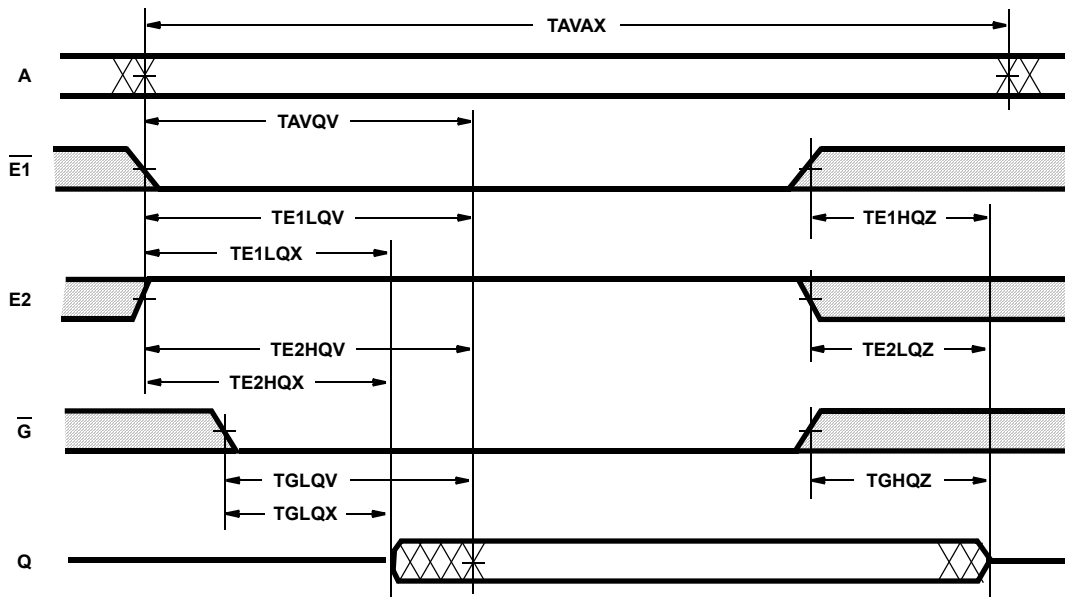 TAVAX
A
TAVQV
E1
TE1LQV
TE1HQZ
TE1LQX
E2
TE2HQV
TE2LQZ
TE2HQX
G
TGLQV
TGHQZ
TGLQX
Q